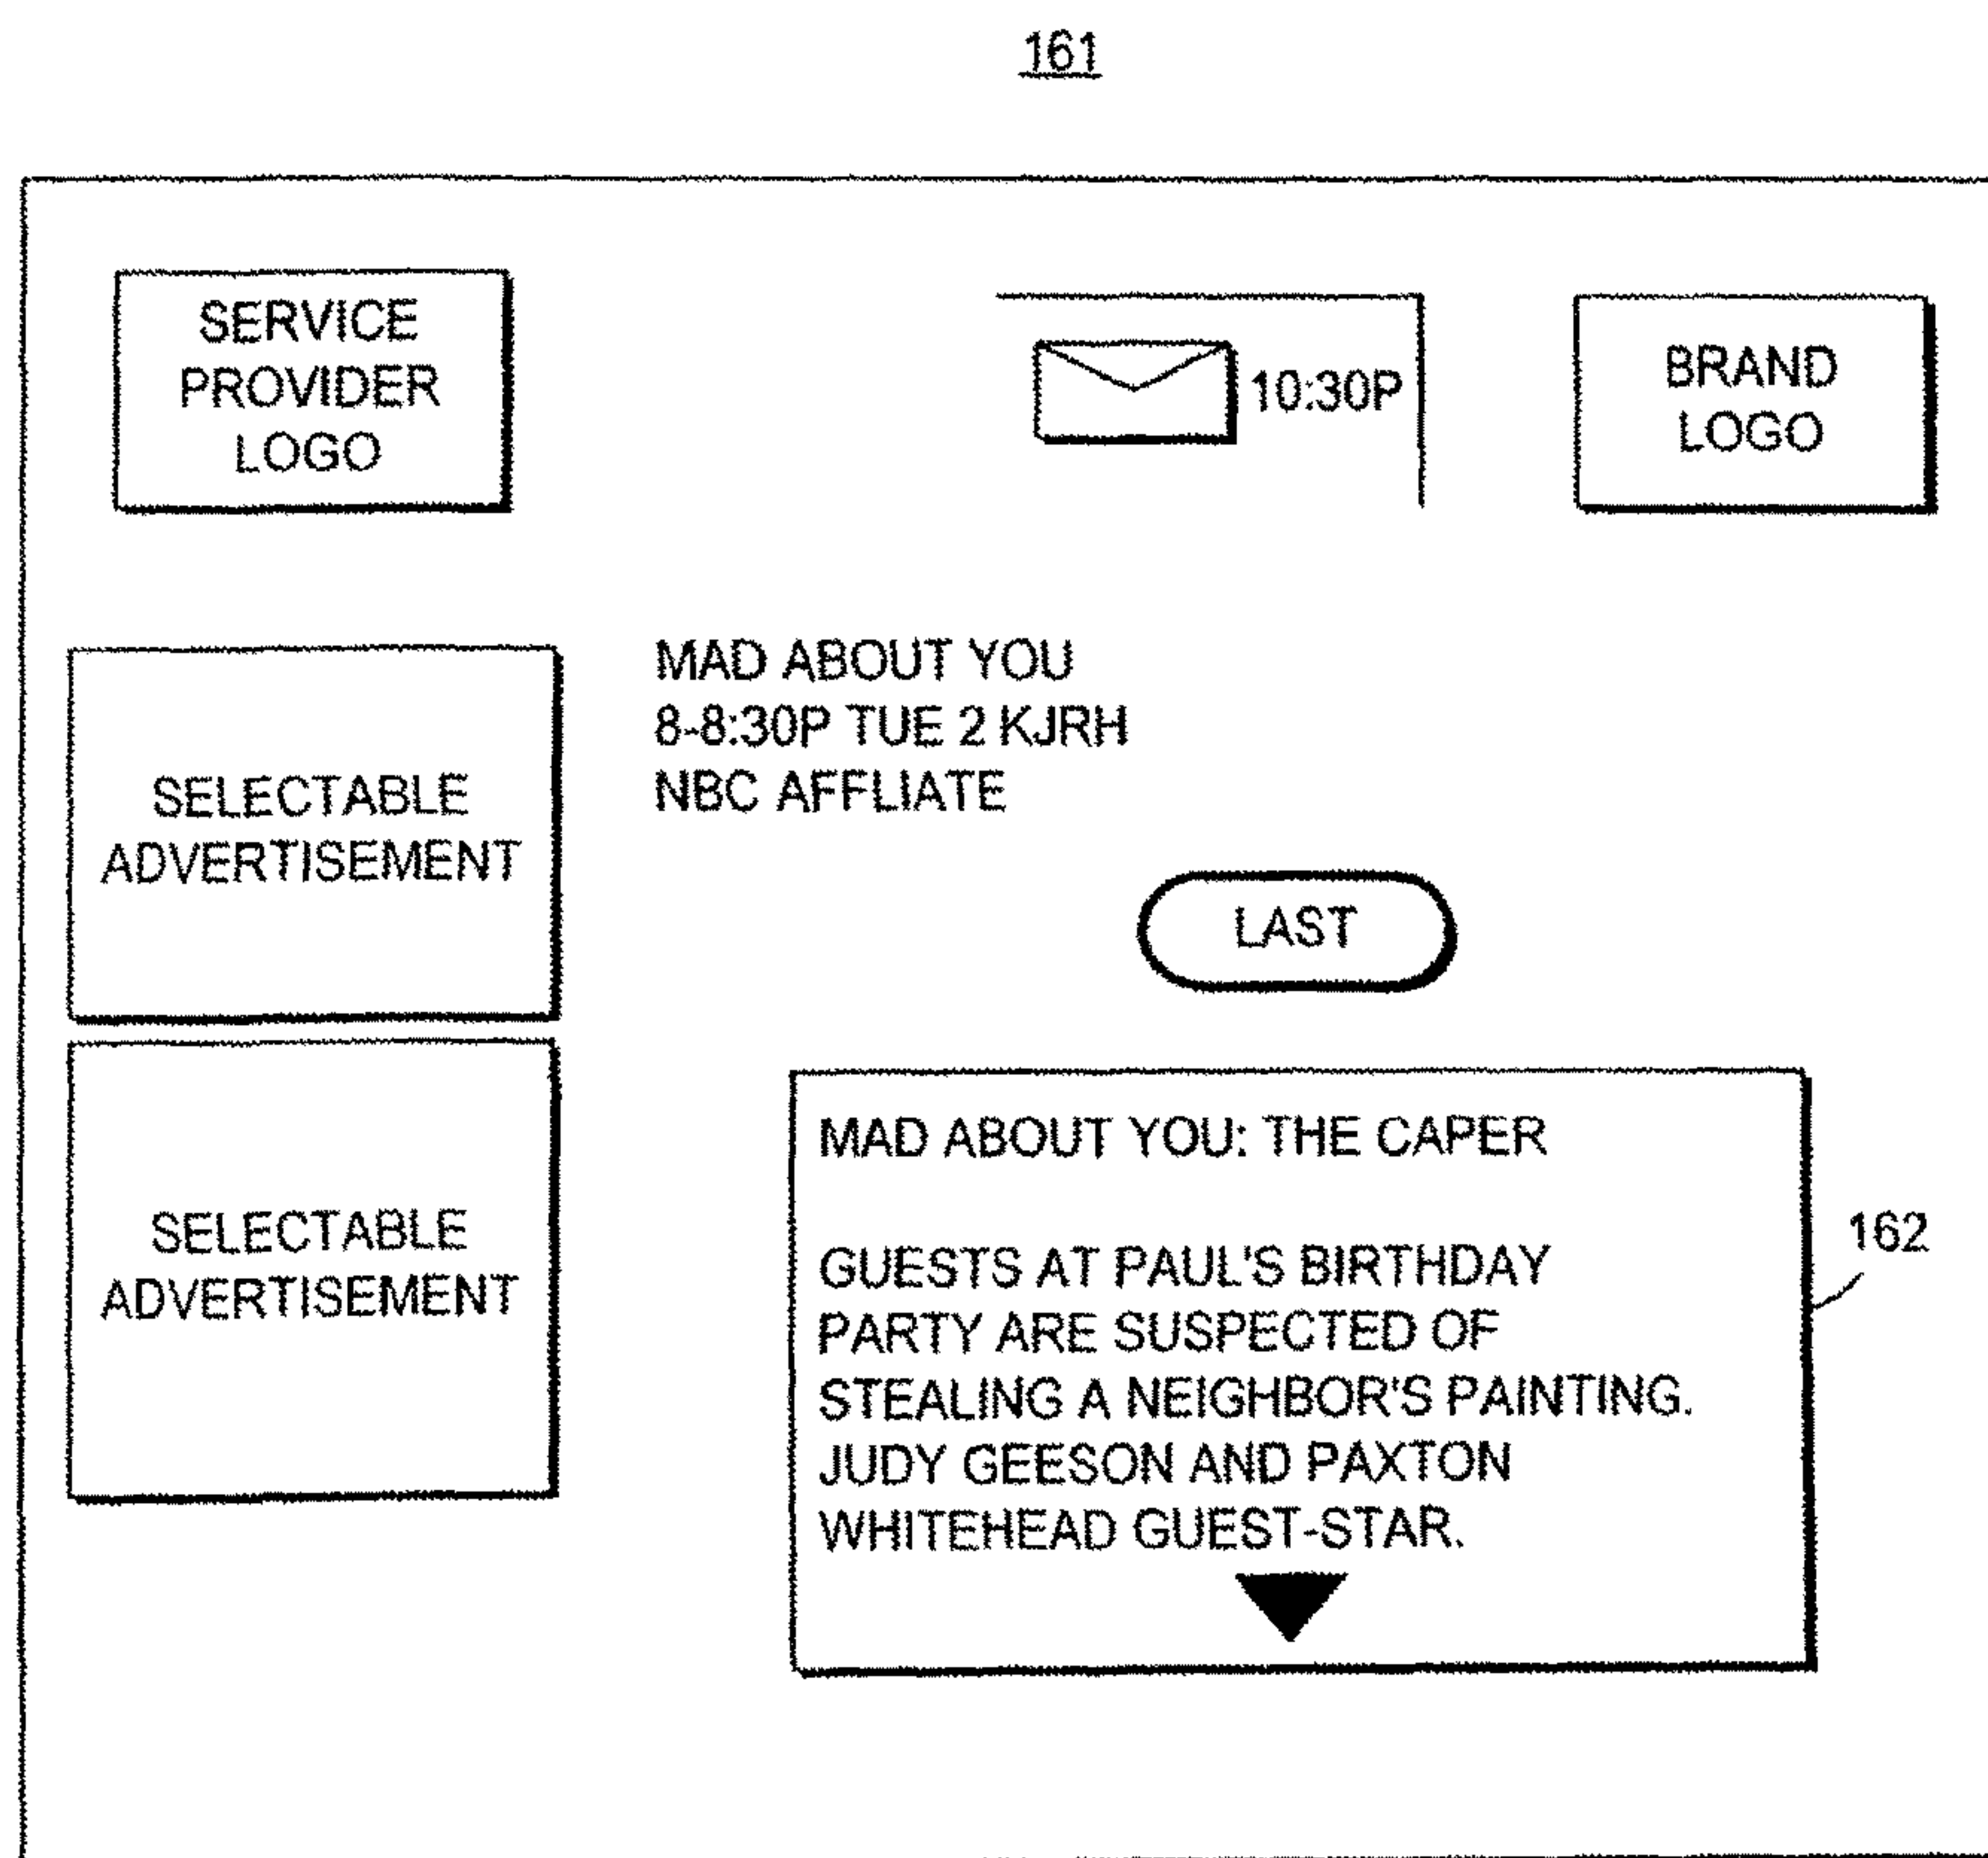 161
SERVICE
PROVIDER
LOGO
10:30P
BRAND
LOGO
SELECTABLE
ADVERTISEMENT
MAD ABOUT YOU
8-8:30P TUE 2 KJRH
NBC AFFLIATE
LAST
SELECTABLE
ADVERTISEMENT
MAD ABOUT YOU: THE CAPER
GUESTS AT PAUL'S BIRTHDAY
PARTY ARE SUSPECTED OF
STEALING A NEIGHBOR'S PAINTING.
JUDY GEESON AND PAXTON
WHITEHEAD GUEST-STAR.
162